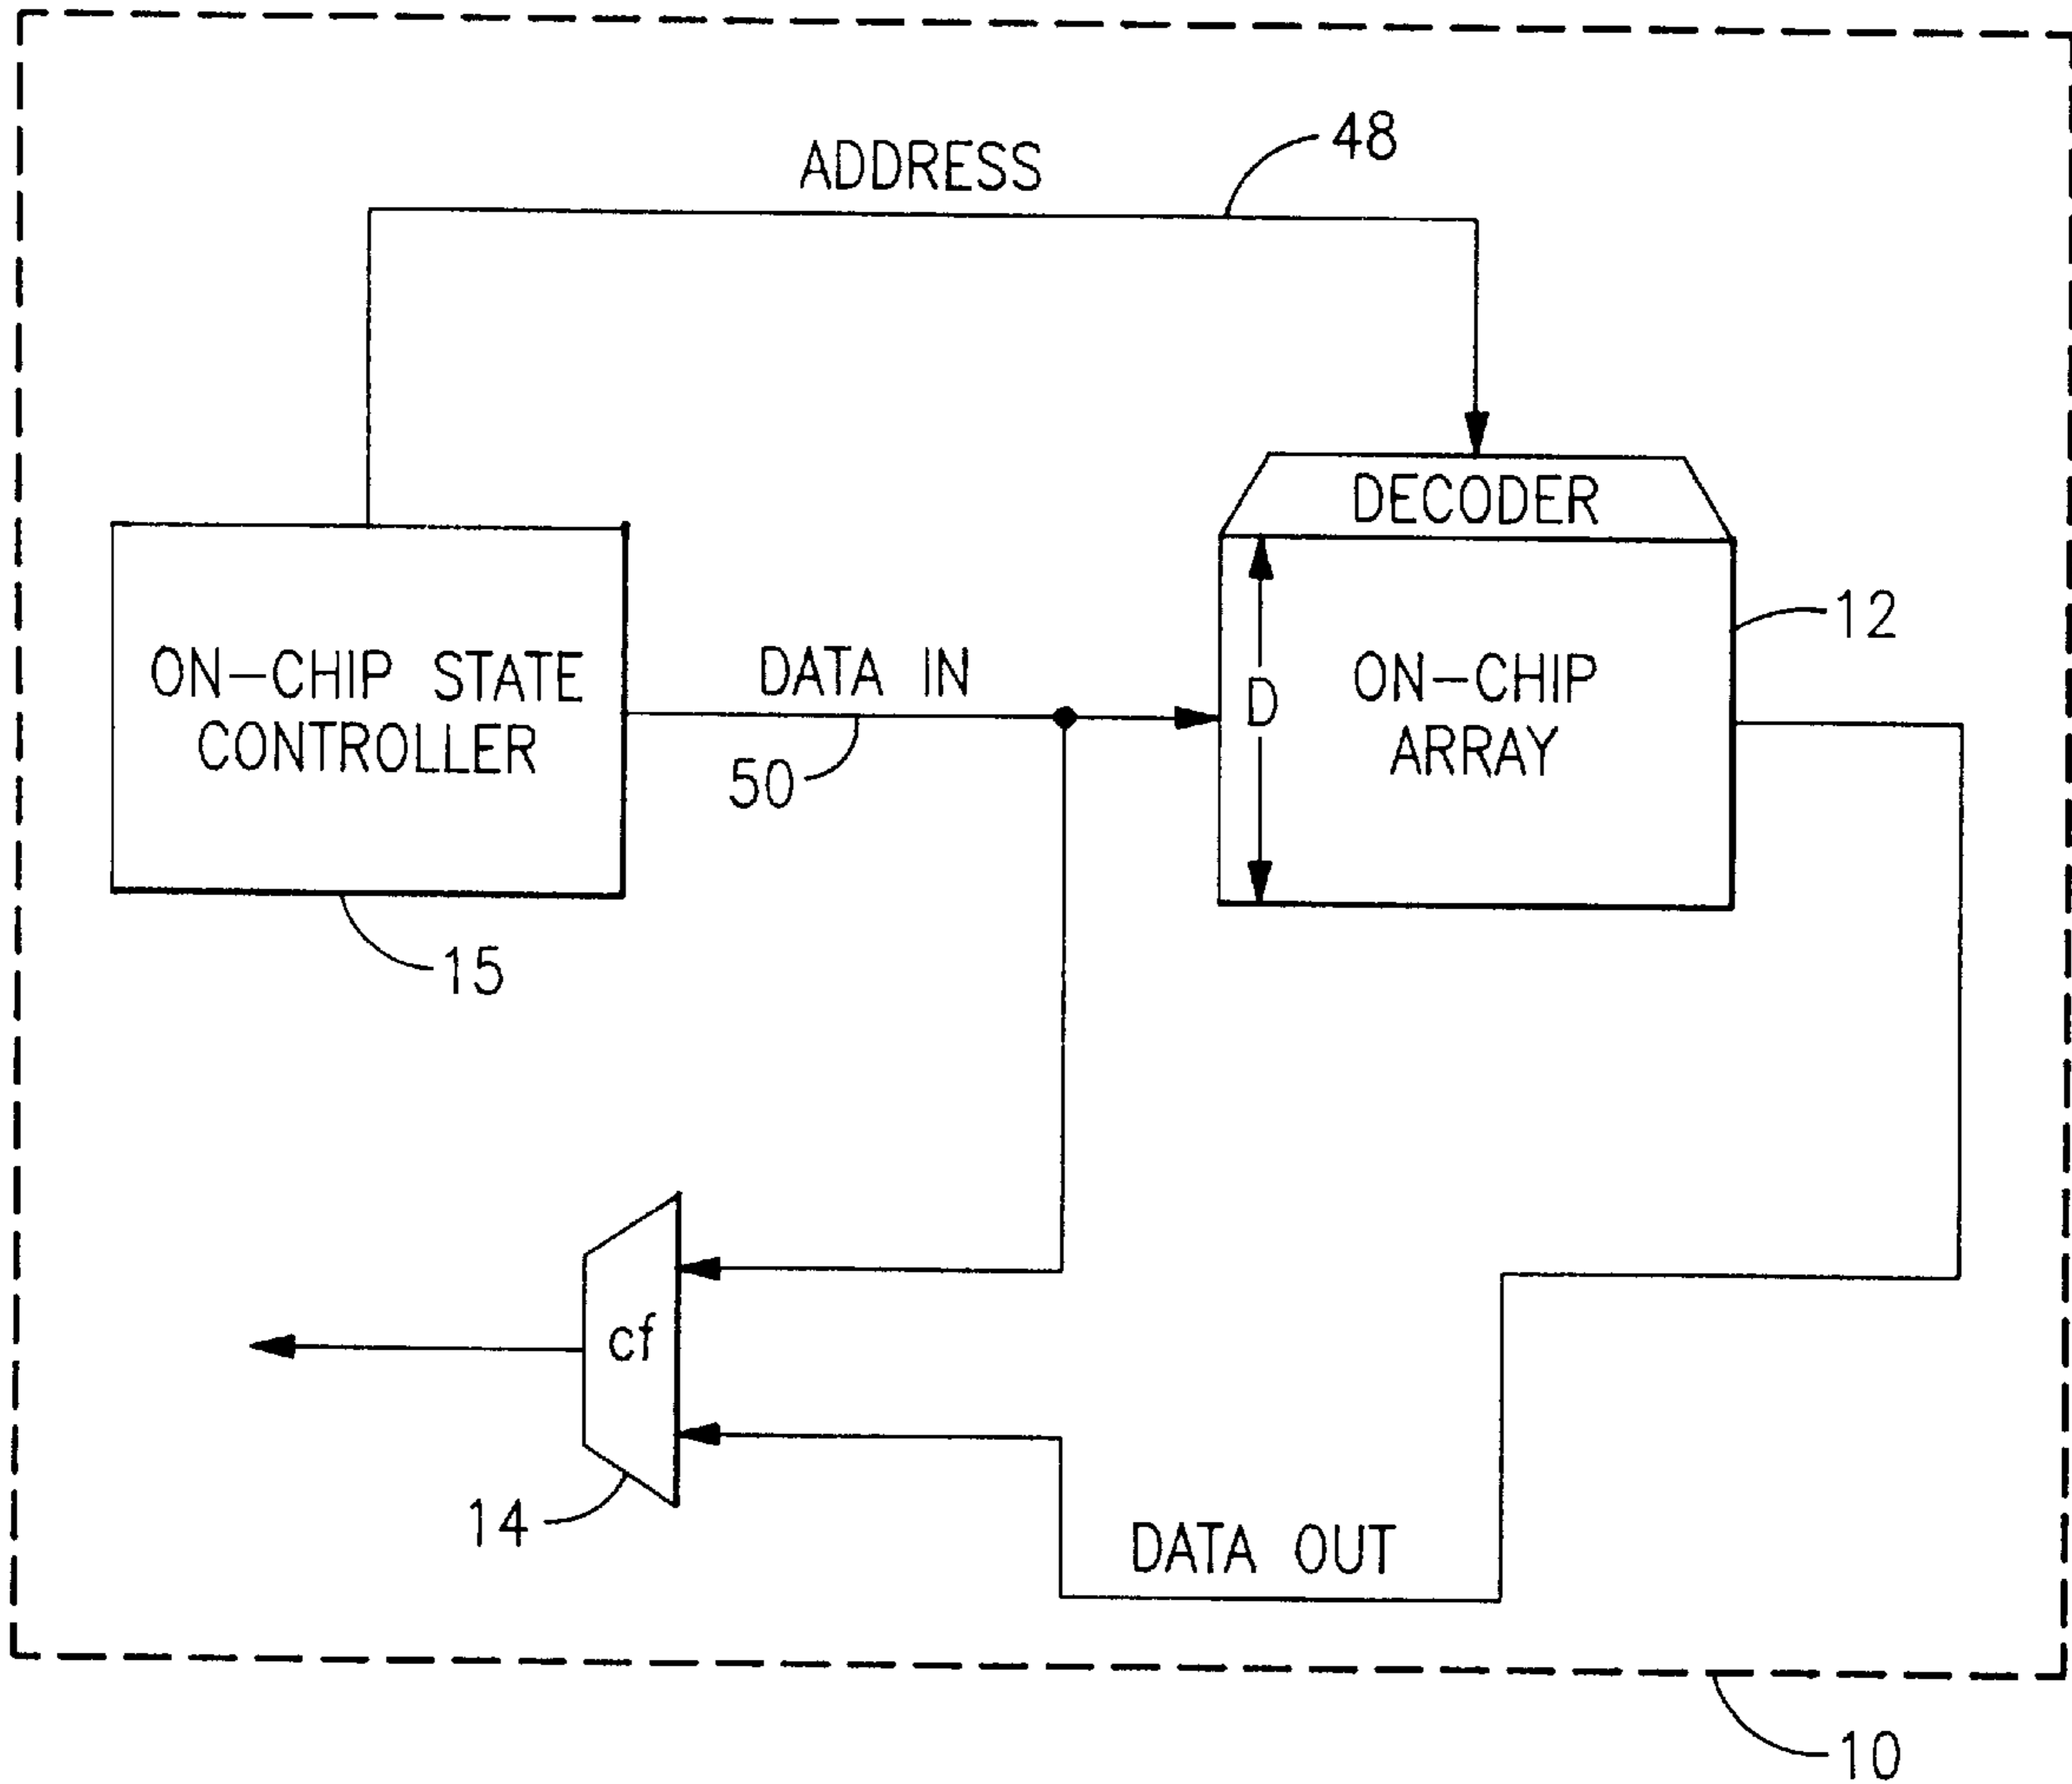 48
ADDRESS
DECODER
12
ON-CHIP STATE
CONTROLLER
DATA IN
50
D
ON-CHIP
ARRAY
15
cf
14
DATA OUT
10